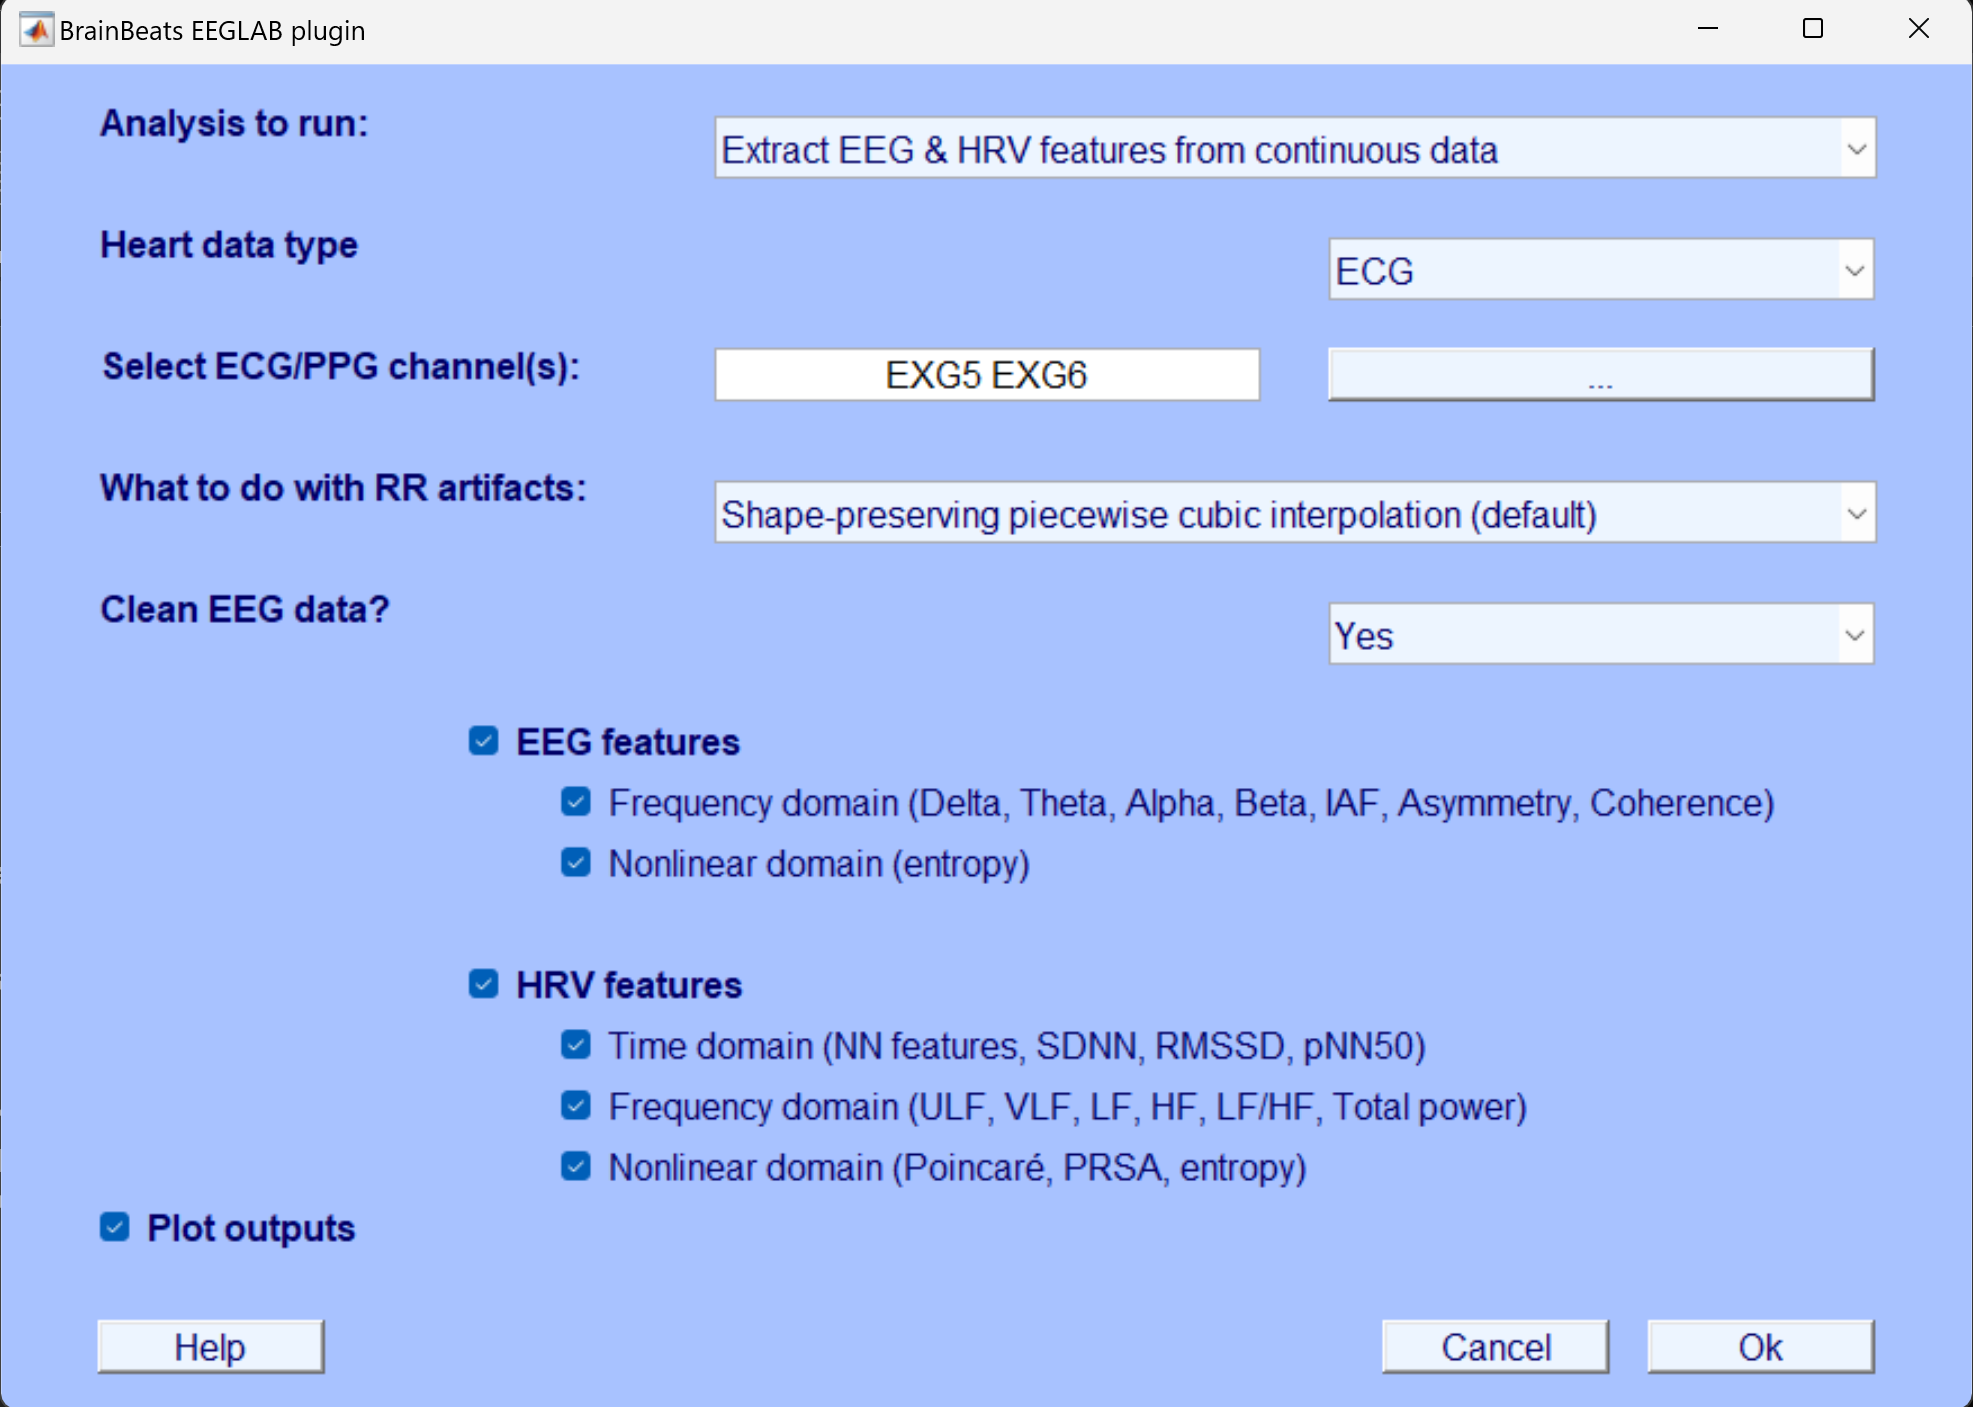 BrainBeats EEGLAB plugin
Analysis to run:
Extract EEG & HRV features from continuous data
Heart data type
ECG
Select ECG/PPG channel(s):
EXG5 EXG6
...
What to do with RR artifacts:
Shape-preserving piecewise cubic interpolation (default)
Clean EEG data?
Yes
EEG features
Frequency domain (Delta, Theta, Alpha, Beta, IAF, Asymmetry, Coherence)
Nonlinear domain (entropy)
HRV features
Time domain (NN features, SDNN, RMSSD, pNN50)
Frequency domain (ULF, VLF, LF, HF, LF/HF, Total power)
Nonlinear domain (Poincaré, PRSA, entropy)
Plot outputs
Help
Cancel
Ok